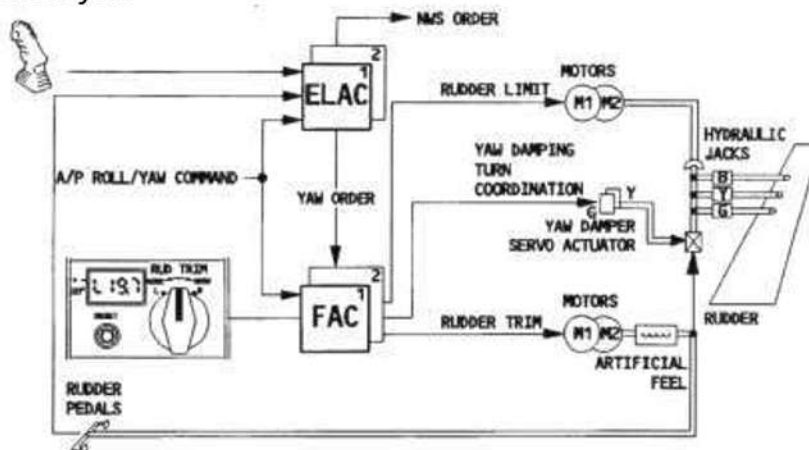 NWS ORDER
2
1
ELAC
MOTORS
RUDDER LIMIT
M1 M2
HYDRAULIC
JACKS
YAW DAMPING
TURN
COORDINATION
B
Y
G
A/P ROLL/YAW COMMAND
YAW ORDER
Y
G
YAW DAMPER
SERVO ACTUATOR
RUD TRIM
L 19.7
RESET
2
1
FAC
MOTORS
RUDDER
RUDDER TRIM
M1 M2
ARTIFICIAL
FEEL
RUDDER
PEDALS